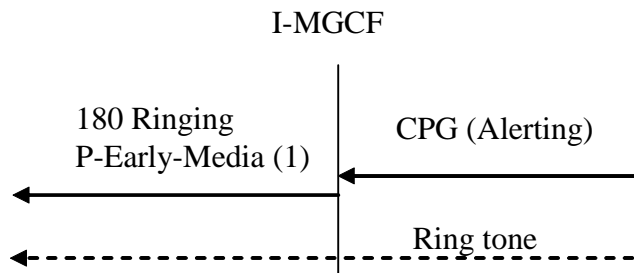 I-MGCF
180 Ringing
P-Early-Media (1)
CPG (Alerting)
Ring tone